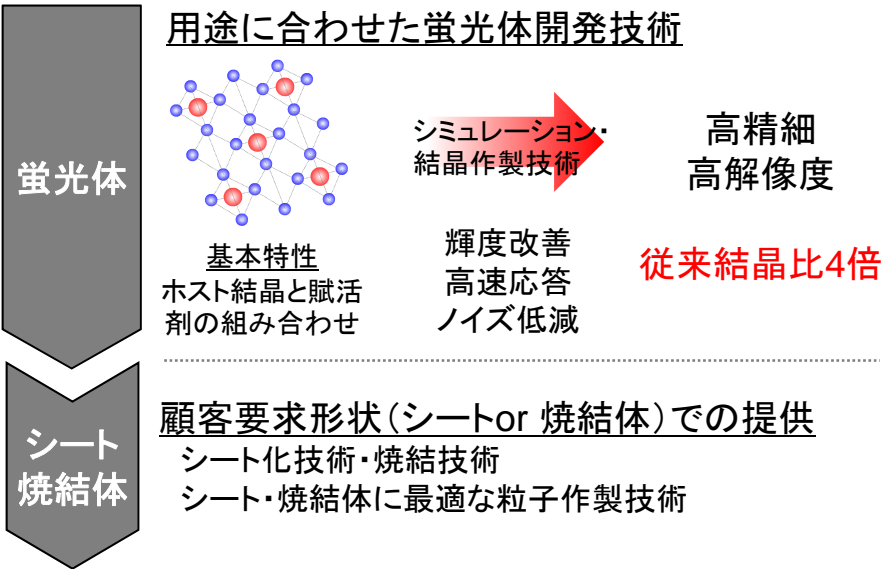 用途に合わせた蛍光体開発技術
蛍光体
シミュレーション・
結晶作製技術
高精細
高解像度
基本特性
ホスト結晶と賦活
剤の組み合わせ
輝度改善
高速応答
ノイズ低減
従来結晶比4倍
シート
焼結体
顧客要求形状(シートor 焼結体)での提供
シート化技術・焼結技術
シート・焼結体に最適な粒子作製技術